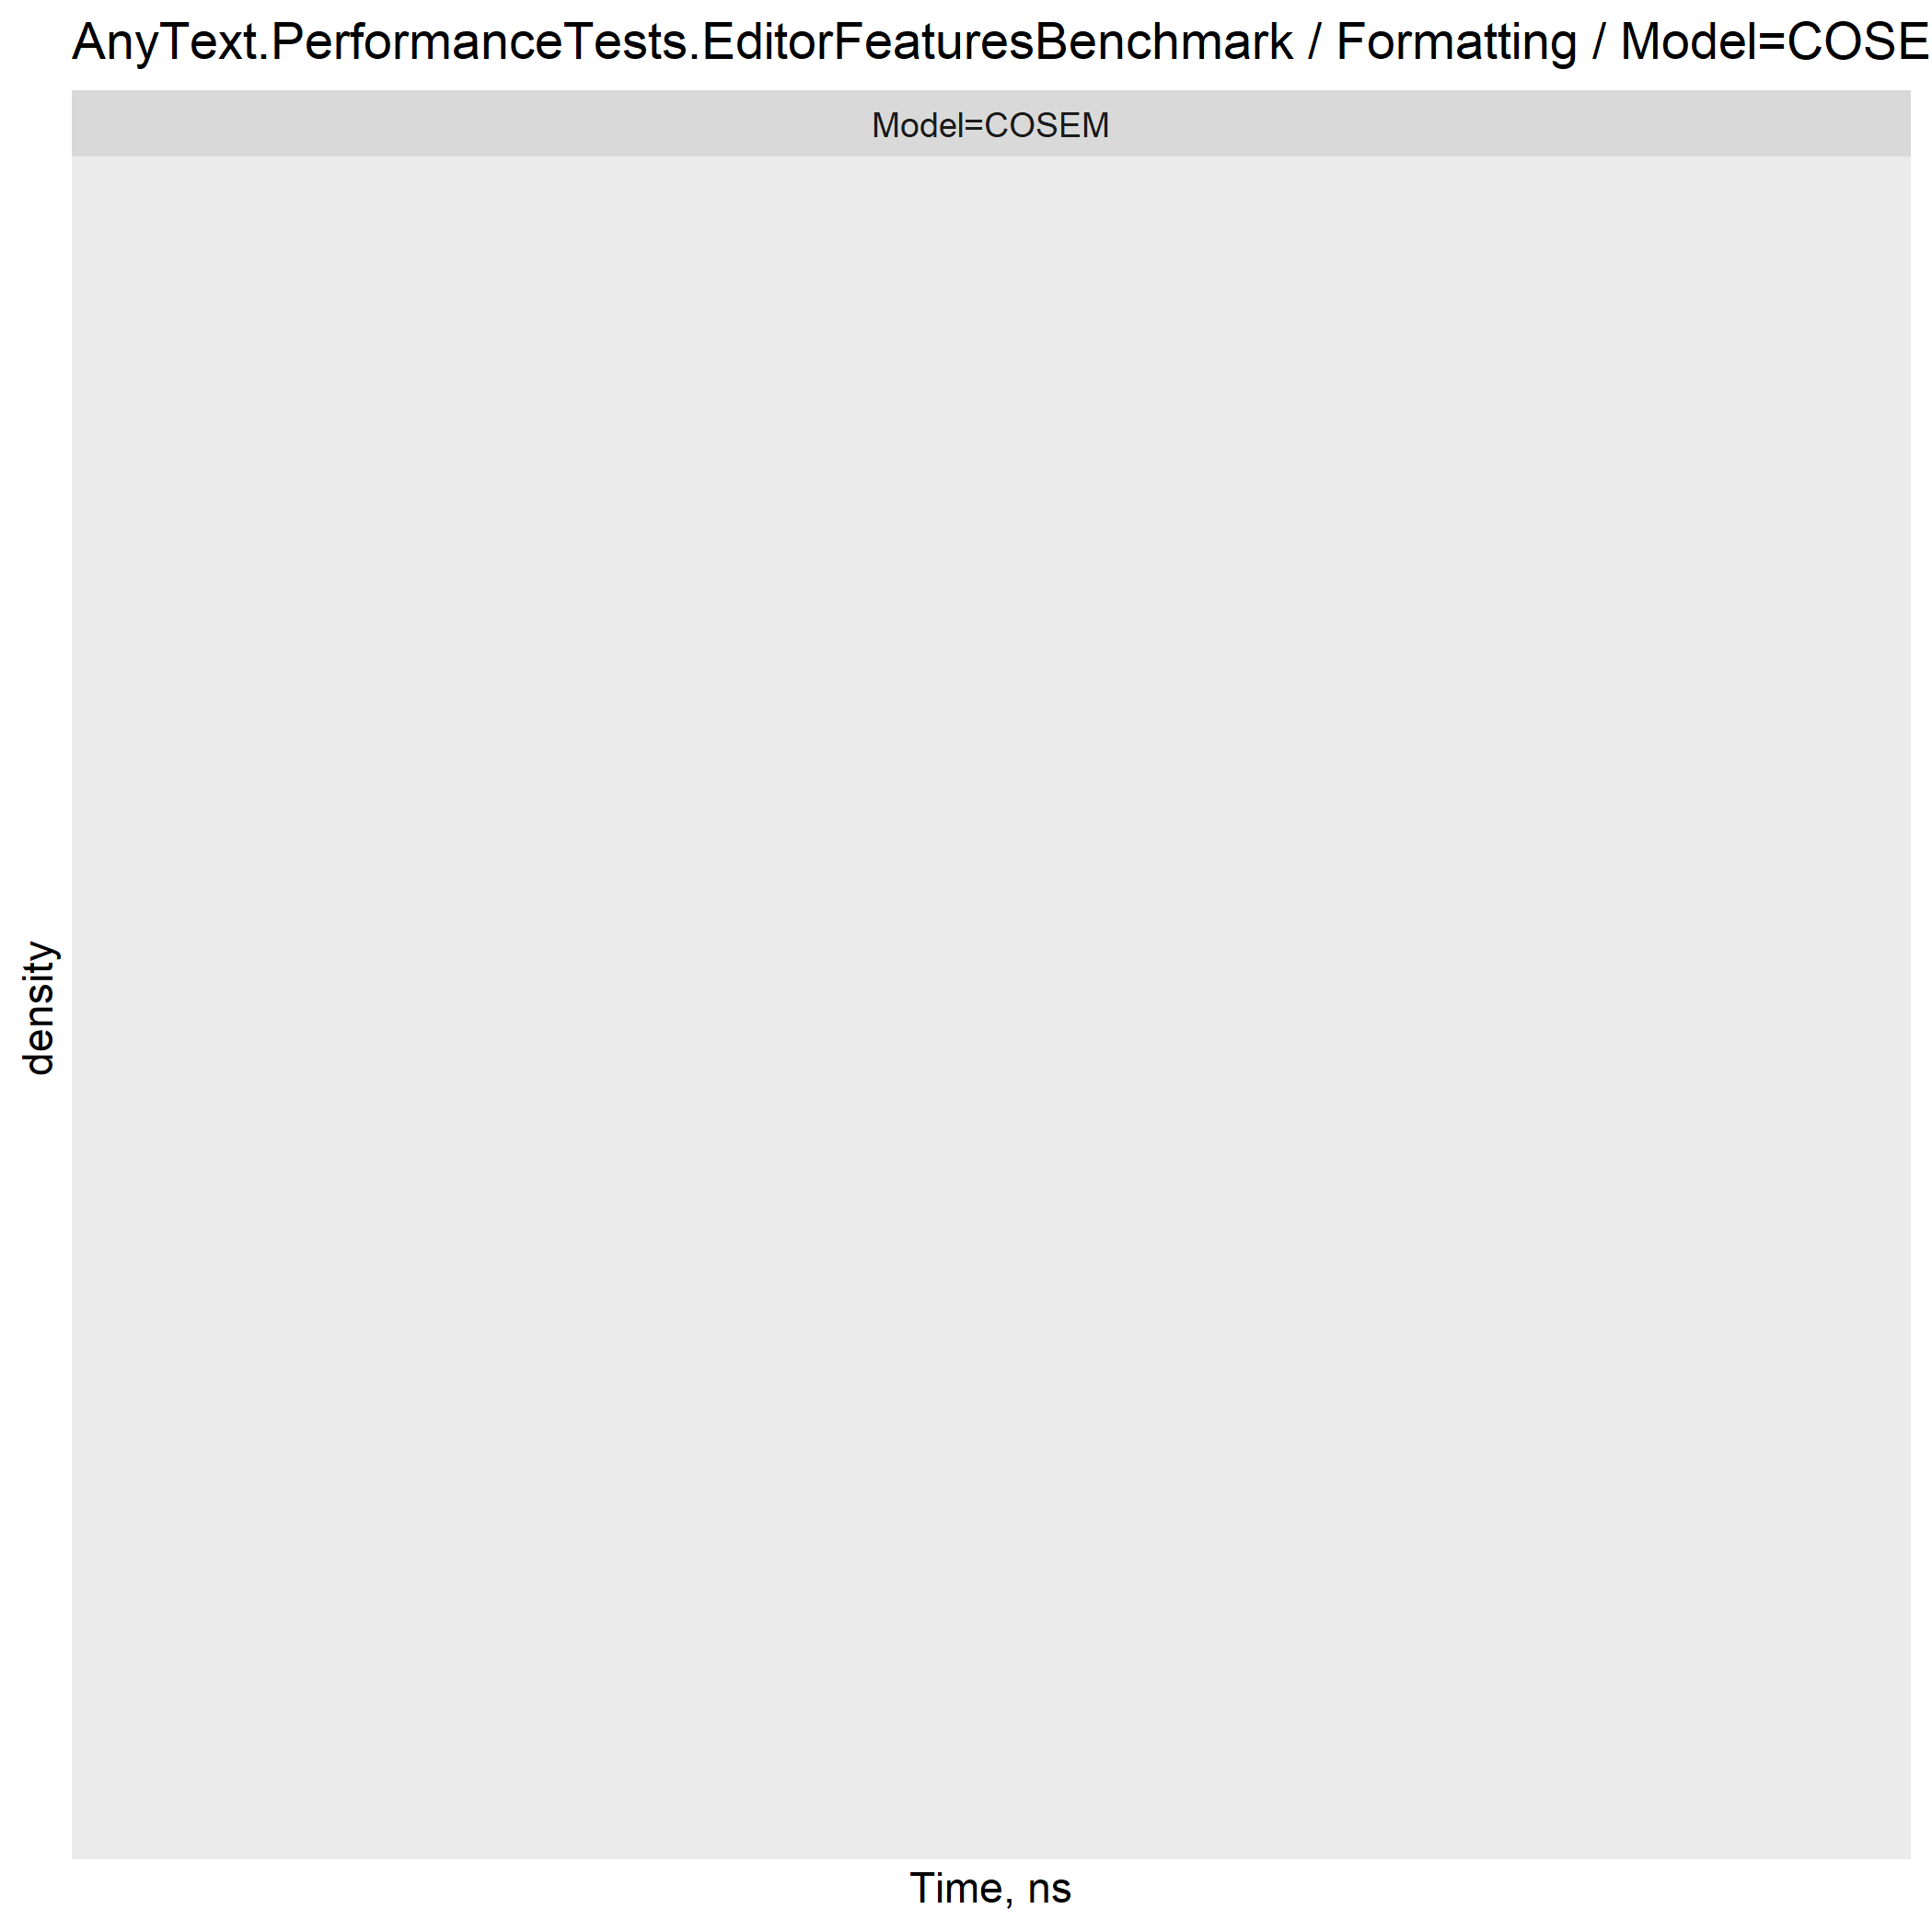 AnyText.PerformanceTests.EditorFeaturesBenchmark / Formatting / Model=COSE
Model=COSEM
density
Time, ns